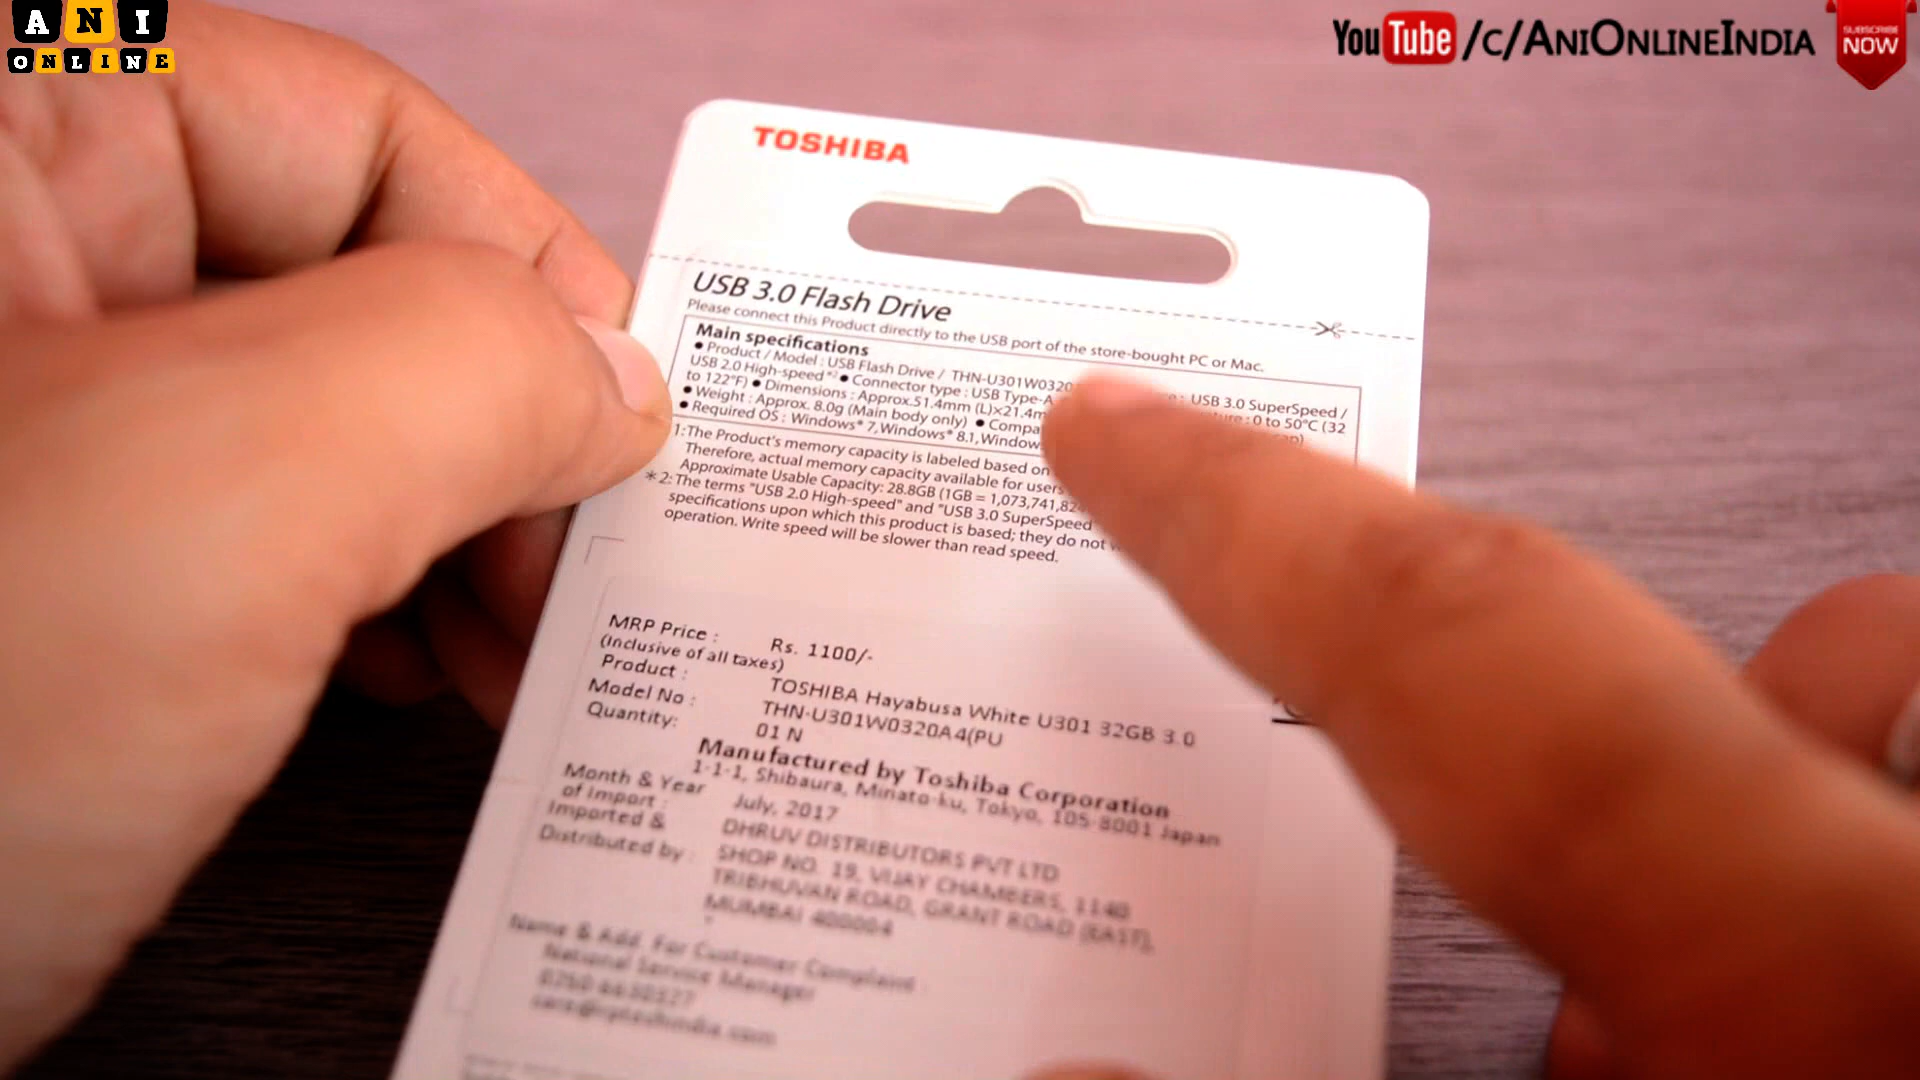 ANI
ONLINE
YouTube /c/AniOnlineIndia
SUBSCRIBE
NOW
TOSHIBA
USB 3.0 Flash Drive
Please connect this Product directly to the USB port of the store-bought PC or Mac.
Main specifications
● Product / Model : USB Flash Drive / THN-U301W0320 : USB 3.0 SuperSpeed /
USB 2.0 High-speed *2 ● Connector type : USB Type-A : 0 to 50°C (32
to 122°F) ● Dimensions : Approx.51.4mm (L)×21.4m
● Weight : Approx. 8.0g (Main body only) ●
● Required OS : Windows® 7, Windows® 8.1, Window
1:The Product's memory capacity is labeled based on
Therefore, actual memory capacity available for users
Approximate Usable Capacity: 28.8GB (1GB = 1,073,741,824
*2: The terms "USB 2.0 High-speed" and "USB 3.0 SuperSpeed
specifications upon which this product is based; they do not
operation. Write speed will be slower than read speed.
MRP Price : Rs. 1100/-
(Inclusive of all taxes)
Product : TOSHIBA Hayabusa White U301 32GB 3.0
Model No : THN-U301W0320A4(PU
Quantity: 01 N
Manufactured by Toshiba Corporation
1-1-1, Shibaura, Minato-ku, Tokyo, 105-8001 Japan
Month & Year
of Import : July, 2017
Imported & DHRUV DISTRIBUTORS PVT LTD
Distributed by : SHOP NO. 19, VIJAY CHAMBERS, 1140
TRIBHUVAN ROAD, GRANT ROAD (EAST),
MUMBAI 400004
Name & Add. For Customer Complaint :
National Service Manager